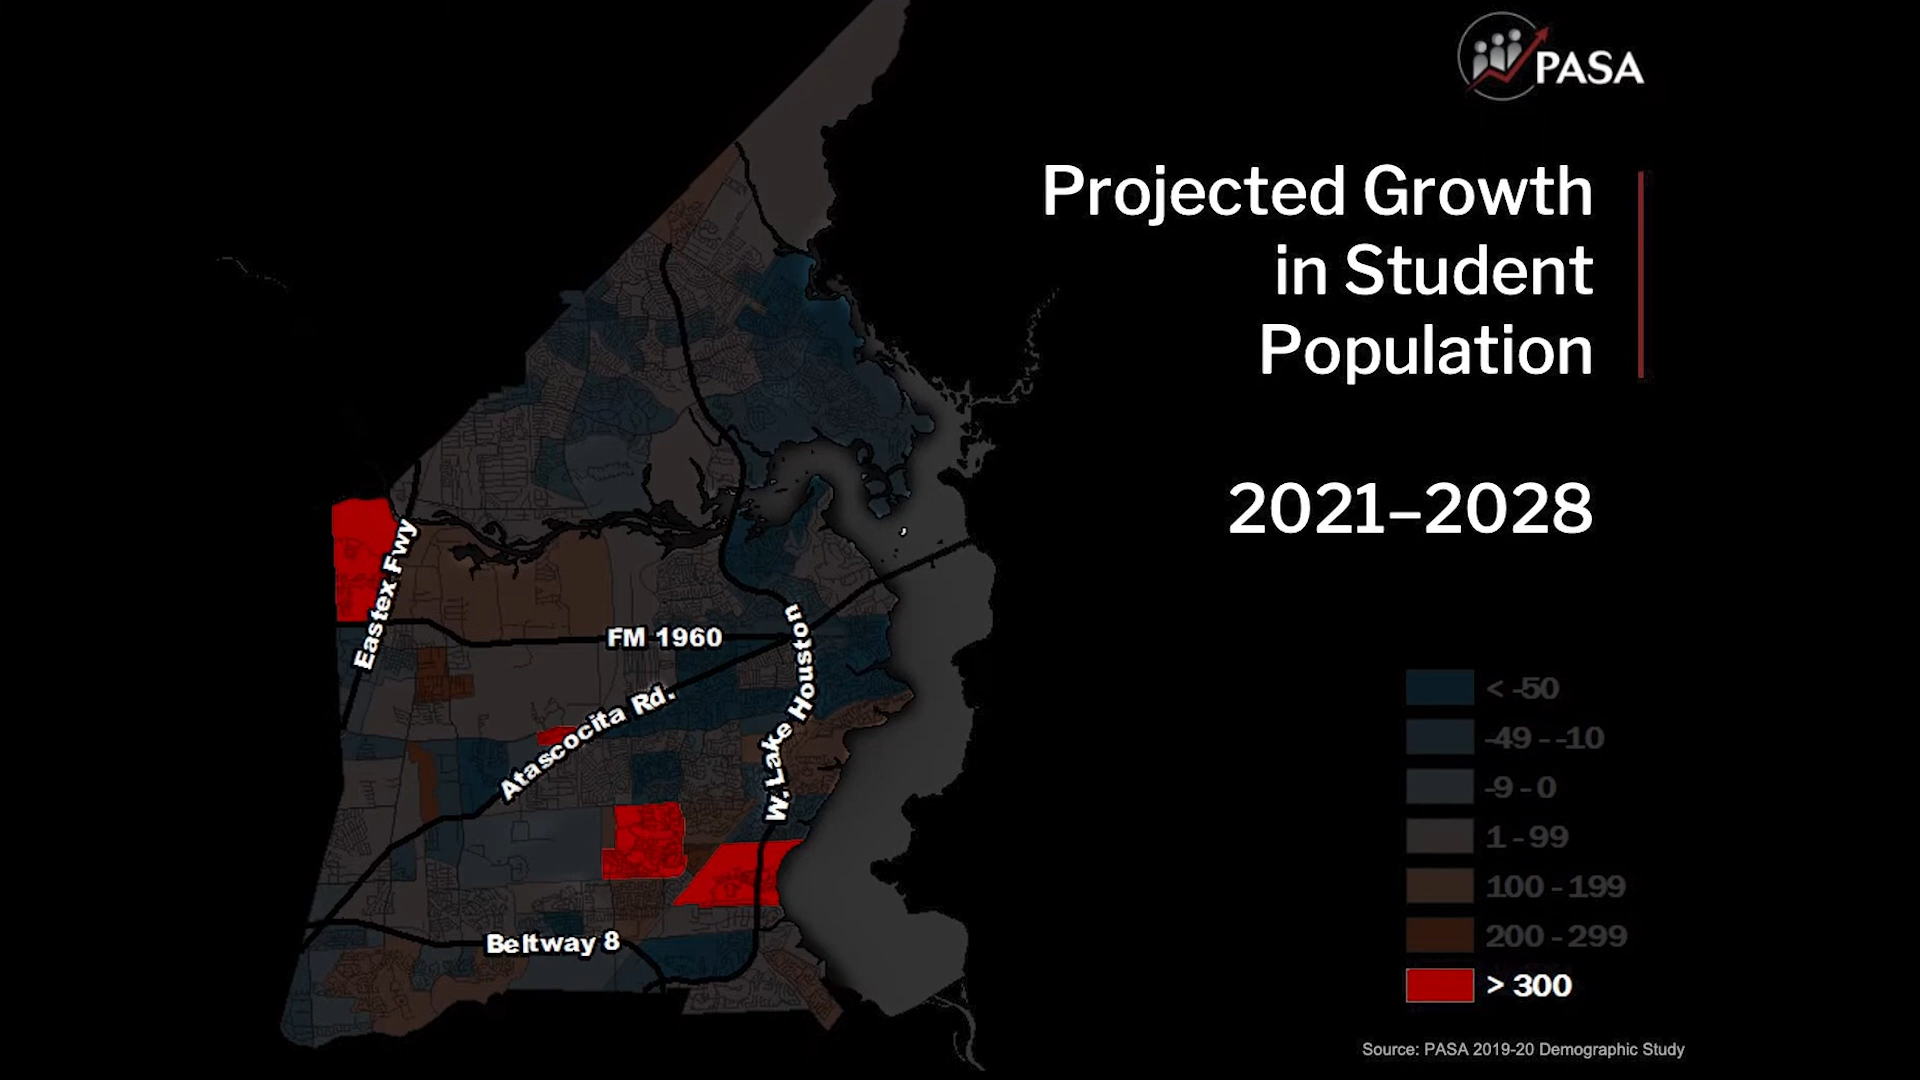 PASA
Projected Growth
in Student
Population
2021–2028
Eastex Fwy
FM 1960
Atascocita Rd.
W. Lake Houston
Beltway 8
< -50
-49 - -10
-9 - 0
1 - 99
100 - 199
200 - 299
> 300
Source: PASA 2019-20 Demographic Study